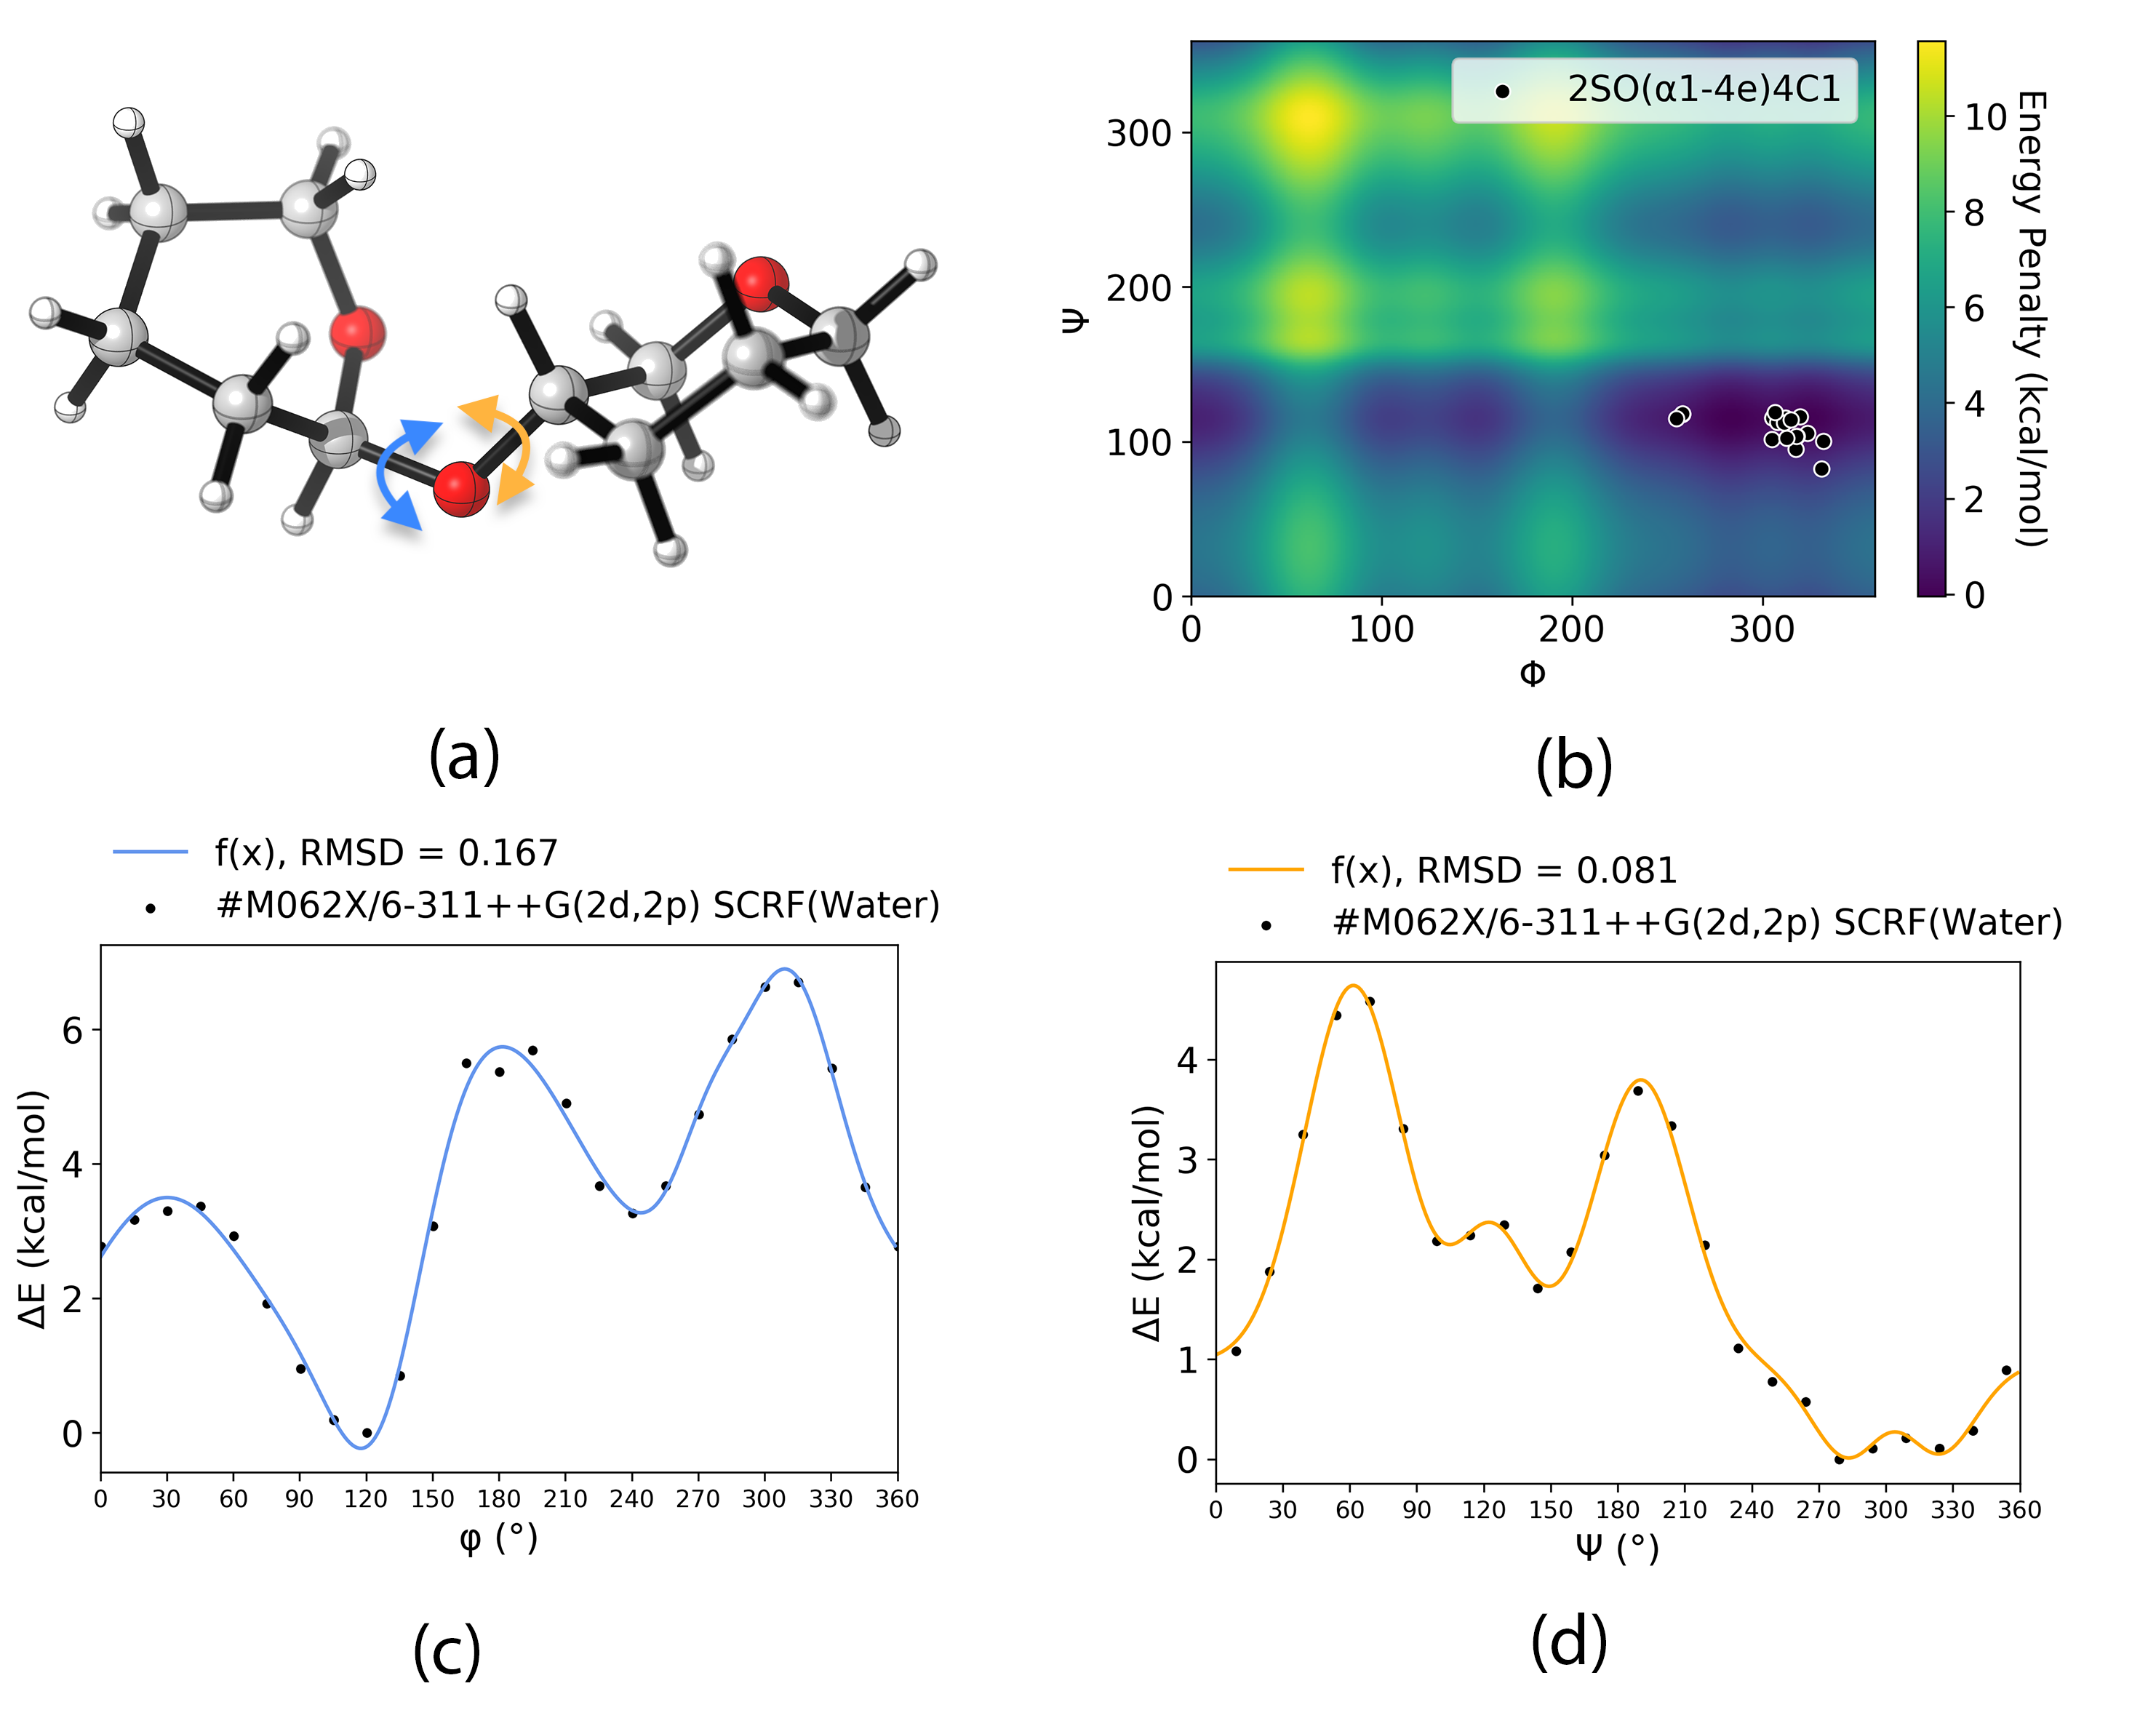 2SO(α1-4e)4C1
300
200
100
0
Ψ
0
100
200
300
Φ
10
8
6
4
2
0
Energy Penalty (kcal/mol)
(a)
(b)
f(x), RMSD = 0.167
#M062X/6-311++G(2d,2p) SCRF(Water)
6
4
2
0
ΔE (kcal/mol)
0 30 60 90 120 150 180 210 240 270 300 330 360
φ (°)
(c)
f(x), RMSD = 0.081
#M062X/6-311++G(2d,2p) SCRF(Water)
4
3
2
1
0
ΔE (kcal/mol)
0 30 60 90 120 150 180 210 240 270 300 330 360
Ψ (°)
(d)